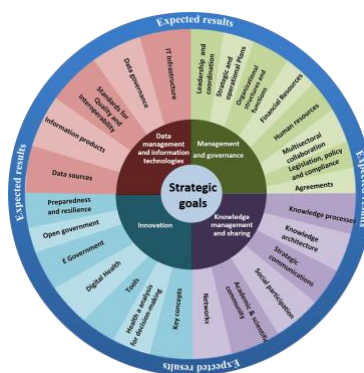 Expected results
Expected results
Expected results
Expected results
Strategic
goals
Data
management
and information
technologies
Management
and governance
Innovation
Knowledge
management
and sharing
IT Infrastructure
Data governance
Standards for
Quality and
Interoperability
Information products
Data sources
Leadership and
coordination
Strategic and
operational Plans
Organizational
structures and
functions
Financial Resources
Human resources
Multisectoral
collaboration
Legislation, policy
and compliance
Agreements
Knowledge processes
Knowledge
architecture
Strategic
communications
Social participation
Academic & scientific
community
Networks
Key concepts
Health a analysis
for decision-making
Tools
Digital Health
E Government
Open government
Preparedness
and resilience